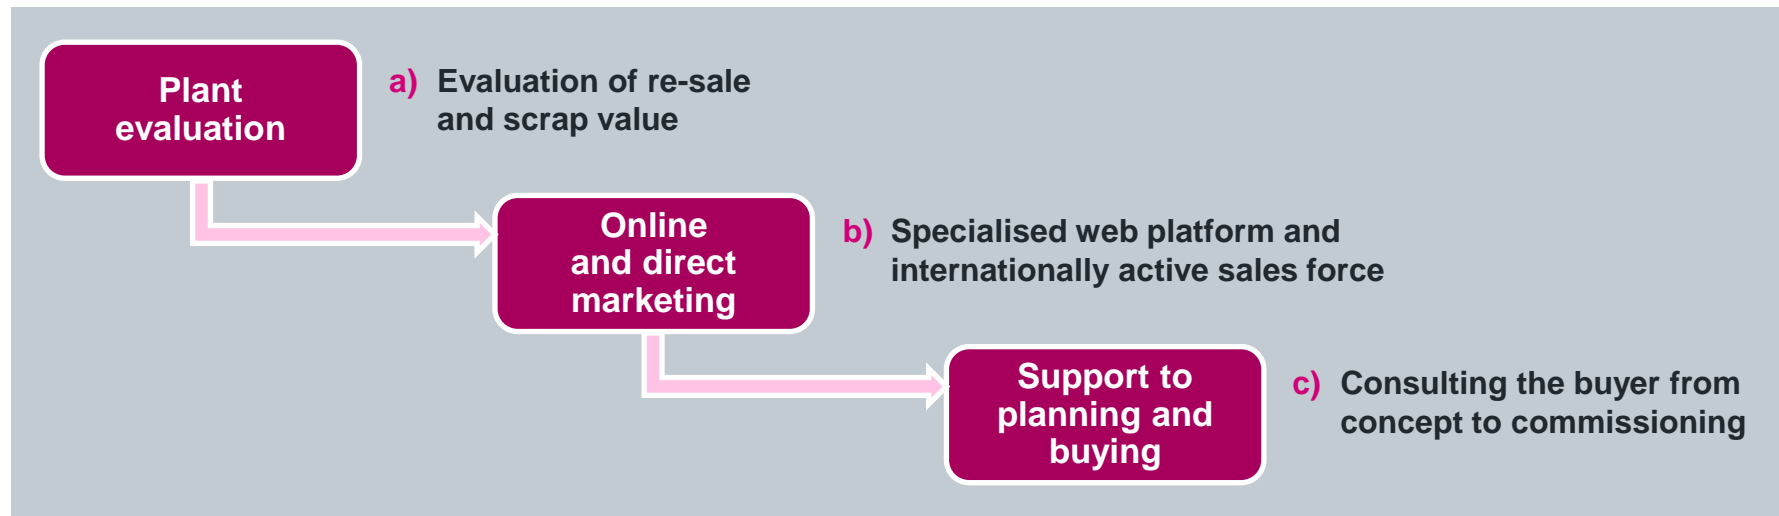 Plant
evaluation
a) Evaluation of re-sale
and scrap value
Online
and direct
marketing
b) Specialised web platform and
internationally active sales force
Support to
planning and
buying
c) Consulting the buyer from
concept to commissioning